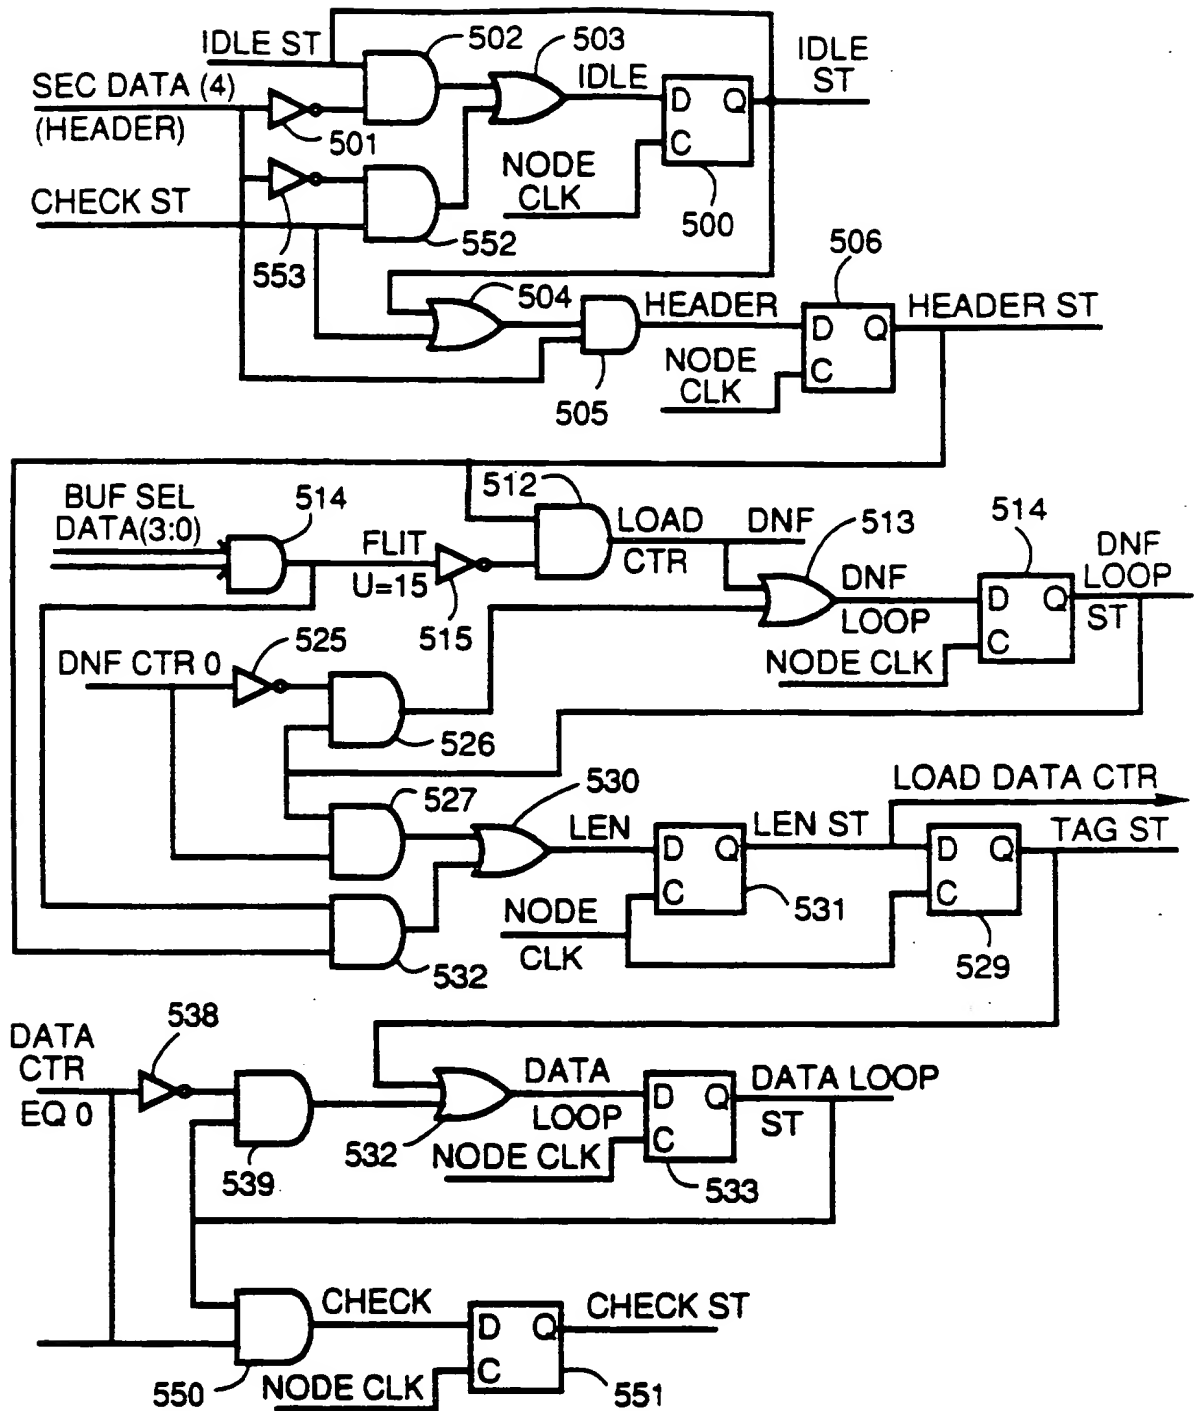 IDLE ST
502
503
IDLE
IDLE
ST
SEC DATA (4)
(HEADER)
501
D
Q
C
NODE
CLK
500
CHECK ST
553
552
504
506
HEADER
HEADER ST
D
Q
C
NODE
CLK
505
BUF SEL
DATA(3:0)
514
512
LOAD
CTR
DNF
513
514
DNF
LOOP
ST
FLIT
U=15
515
DNF
LOOP
D
Q
C
NODE CLK
DNF CTR 0
525
526
527
530
LEN
LEN ST
LOAD DATA CTR
TAG ST
D
Q
C
D
Q
C
NODE
CLK
531
529
532
DATA
CTR
EQ 0
538
539
DATA
LOOP
532
NODE CLK
D
Q
C
533
DATA LOOP
ST
CHECK
D
Q
C
CHECK ST
550
NODE CLK
551